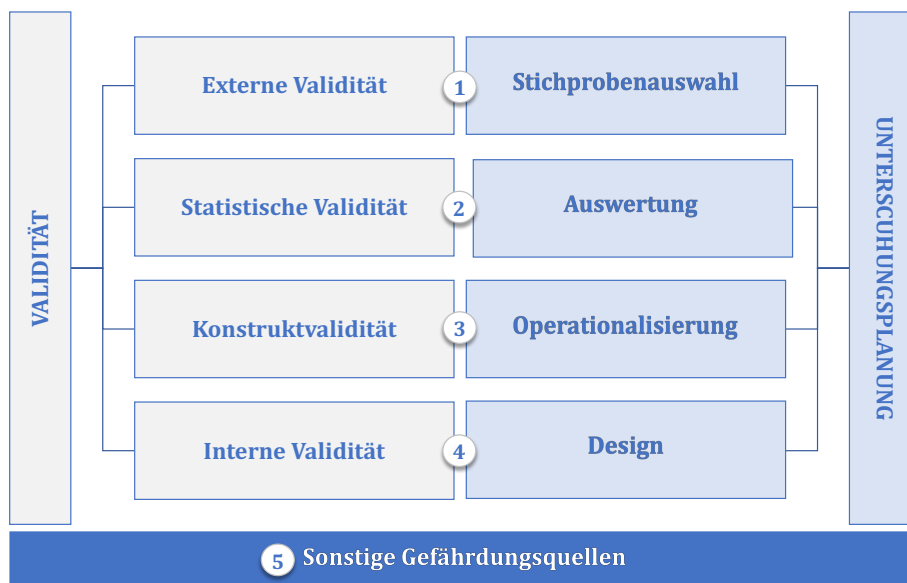 VALIDITÄT
Externe Validität
1
Stichprobenauswahl
Statistische Validität
2
Auswertung
Konstruktvalidität
3
Operationalisierung
Interne Validität
4
Design
UNTERSCUHUNGSPLANUNG
5 Sonstige Gefährdungsquellen